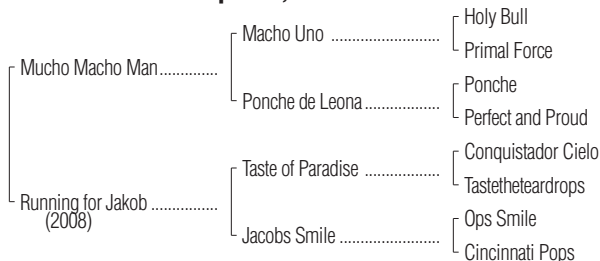 Holy Bull
Macho Uno ....................
Primal Force
Mucho Macho Man..............
Ponche
Ponche de Leona..............
Perfect and Proud
Conquistador Cielo
Taste of Paradise ..............
Tastetheteardrops
Running for Jakob ...............
(2008)
Ops Smile
Jacobs Smile ...................
Cincinnati Pops